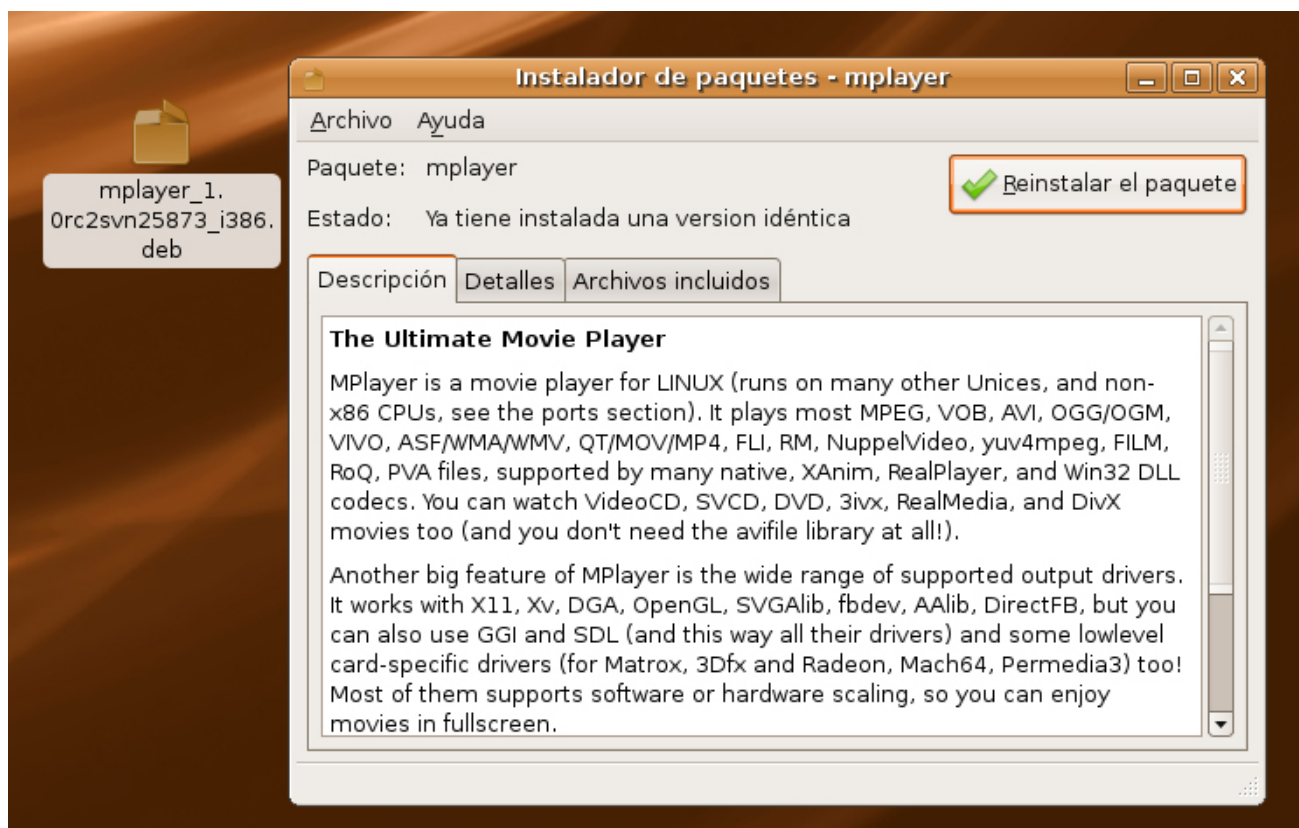 Instalador de paquetes - mplayer
Archivo Ayuda
mplayer_1.
0rc2svn25873_i386.
deb
Paquete: mplayer
Reinstalar el paquete
Estado: Ya tiene instalada una version idéntica
Descripción Detalles Archivos incluidos
The Ultimate Movie Player
MPlayer is a movie player for LINUX (runs on many other Unices, and non-
x86 CPUs, see the ports section). It plays most MPEG, VOB, AVI, OGG/OGM,
VIVO, ASF/WMA/WMV, QT/MOV/MP4, FLI, RM, NuppelVideo, yuv4mpeg, FILM,
RoQ, PVA files, supported by many native, XAnim, RealPlayer, and Win32 DLL
codecs. You can watch VideoCD, SVCD, DVD, 3ivx, RealMedia, and DivX
movies too (and you don't need the avifile library at all!).
Another big feature of MPlayer is the wide range of supported output drivers.
It works with X11, Xv, DGA, OpenGL, SVGAlib, fbdev, AAlib, DirectFB, but you
can also use GGI and SDL (and this way all their drivers) and some lowlevel
card-specific drivers (for Matrox, 3Dfx and Radeon, Mach64, Permedia3) too!
Most of them supports software or hardware scaling, so you can enjoy
movies in fullscreen.